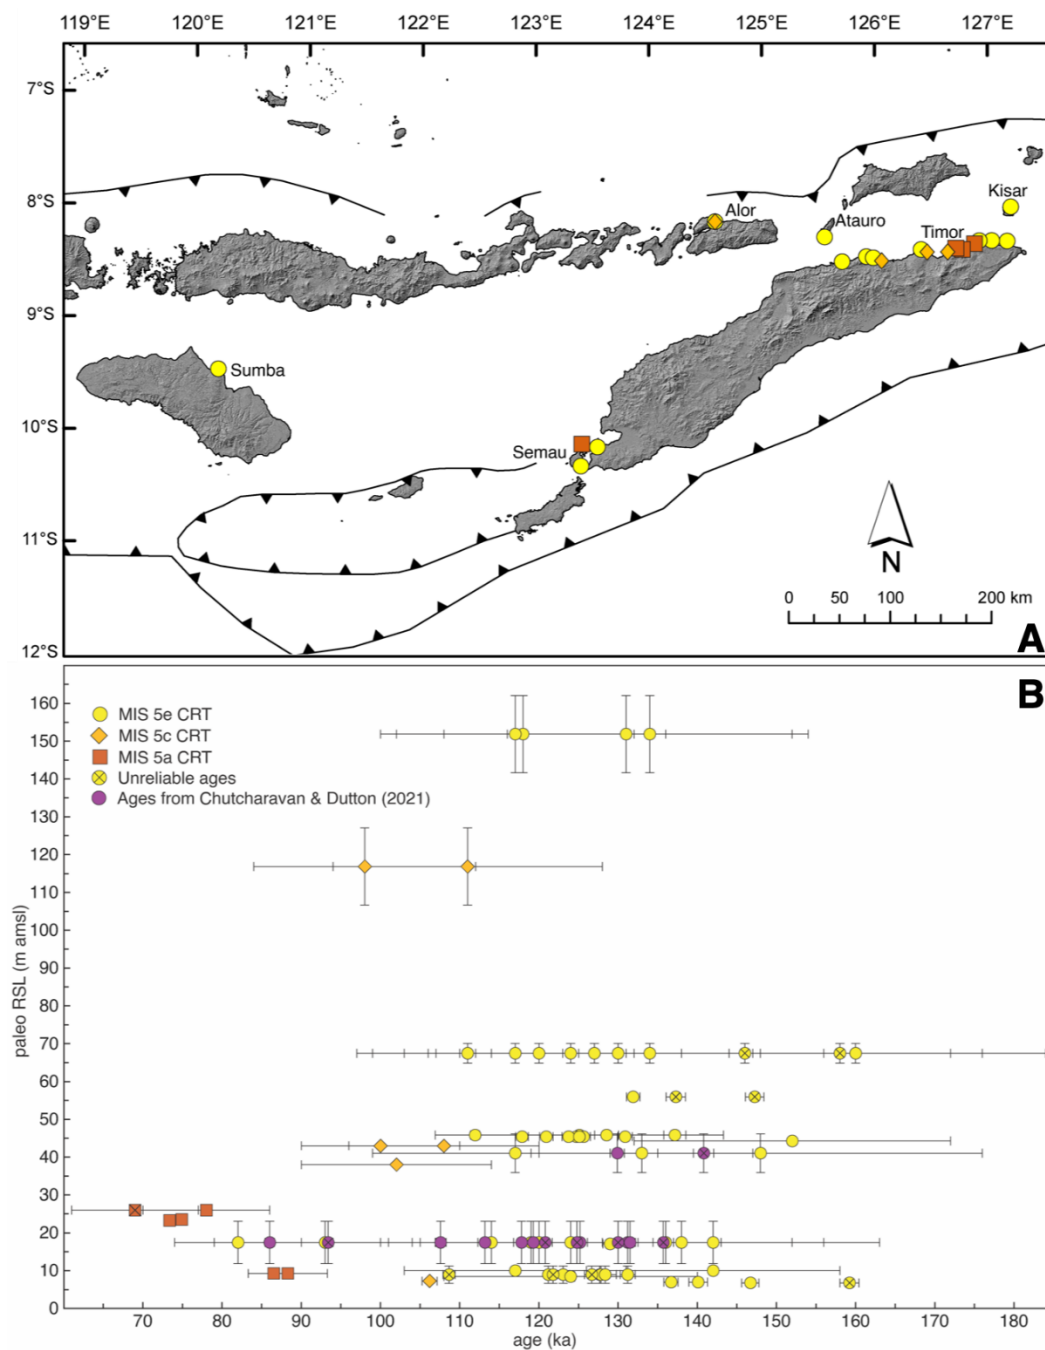 119°E 120°E 121°E 122°E 123°E 124°E 125°E 126°E 127°E
7°S
8°S
Kisar
Alor
Atauro
Timor
9°S
Sumba
10°S
Semau
11°S
N
0 50 100 200 km
12°S
A
B
160
MIS 5e CRT
MIS 5c CRT
150
MIS 5a CRT
Unreliable ages
140
Ages from Chutcharavan & Dutton (2021)
130
120
110
100
90
80
70
60
50
40
30
20
10
0
paleo RSL (m amsl)
70 80 90 100 110 120 130 140 150 160 170 180
age (ka)